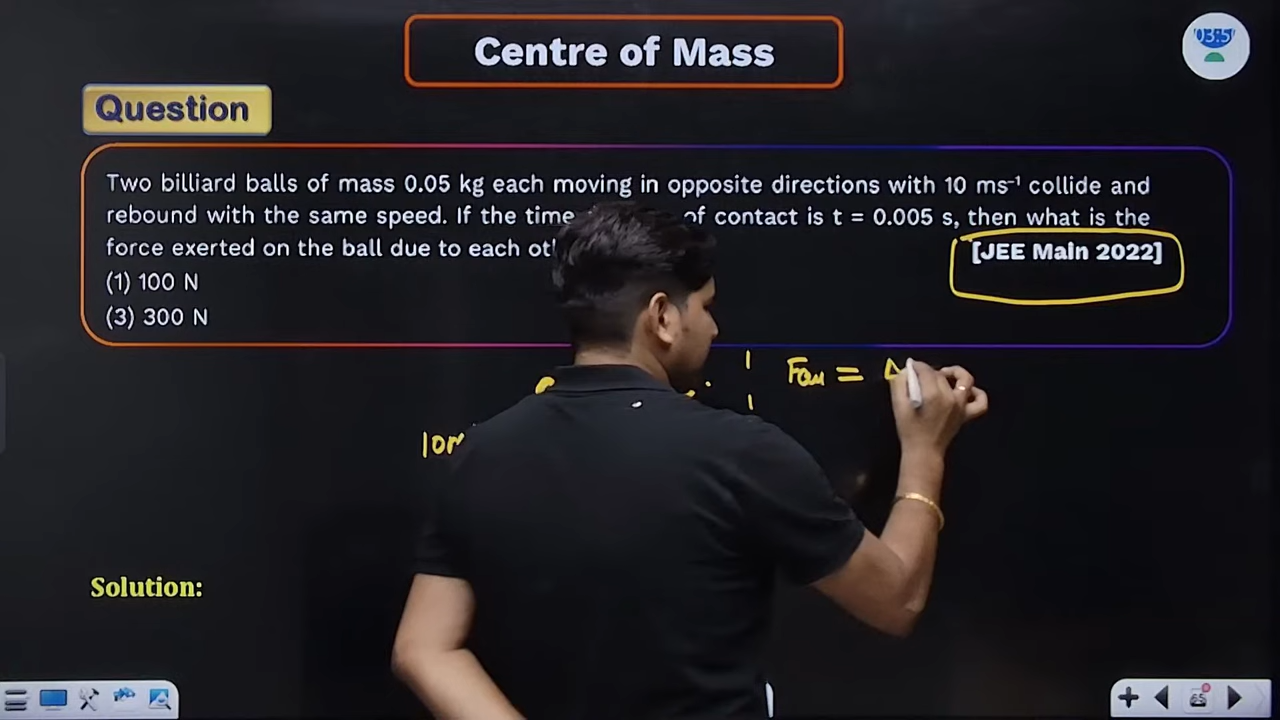 Centre of Mass
Question
Two billiard balls of mass 0.05 kg each moving in opposite directions with 10 ms⁻¹ collide and
rebound with the same speed. If the time of contact is t = 0.005 s, then what is the
force exerted on the ball due to each
[JEE Main 2022]
(1) 100 N
(3) 300 N
Fav =
10m
Solution:
65